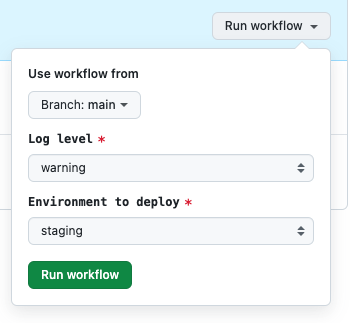 Run workflow
Use workflow from
Branch: main
Log level *
warning
Environment to deploy *
staging
Run workflow